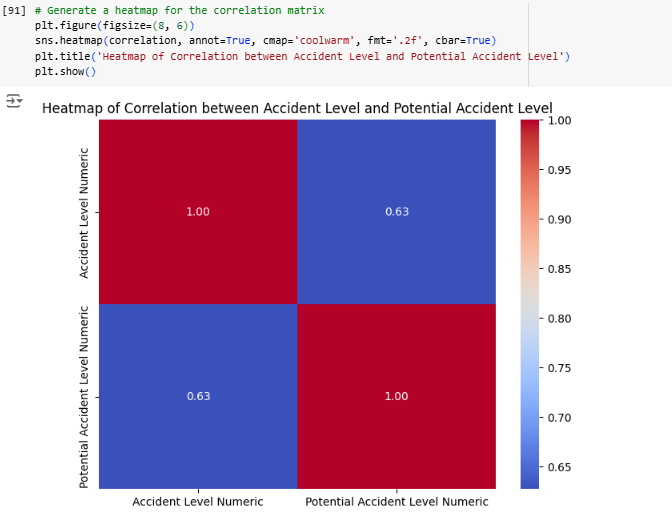 [91] # Generate a heatmap for the correlation matrix
plt.figure(figsize=(8, 6))
sns.heatmap(correlation, annot=True, cmap='coolwarm', fmt='.2f', cbar=True)
plt.title('Heatmap of Correlation between Accident Level and Potential Accident Level')
plt.show()
Heatmap of Correlation between Accident Level and Potential Accident Level
Accident Level Numeric
Potential Accident Level Numeric
1.00
0.63
0.63
1.00
Accident Level Numeric
Potential Accident Level Numeric
1.00
0.95
0.90
0.85
0.80
0.75
0.70
0.65